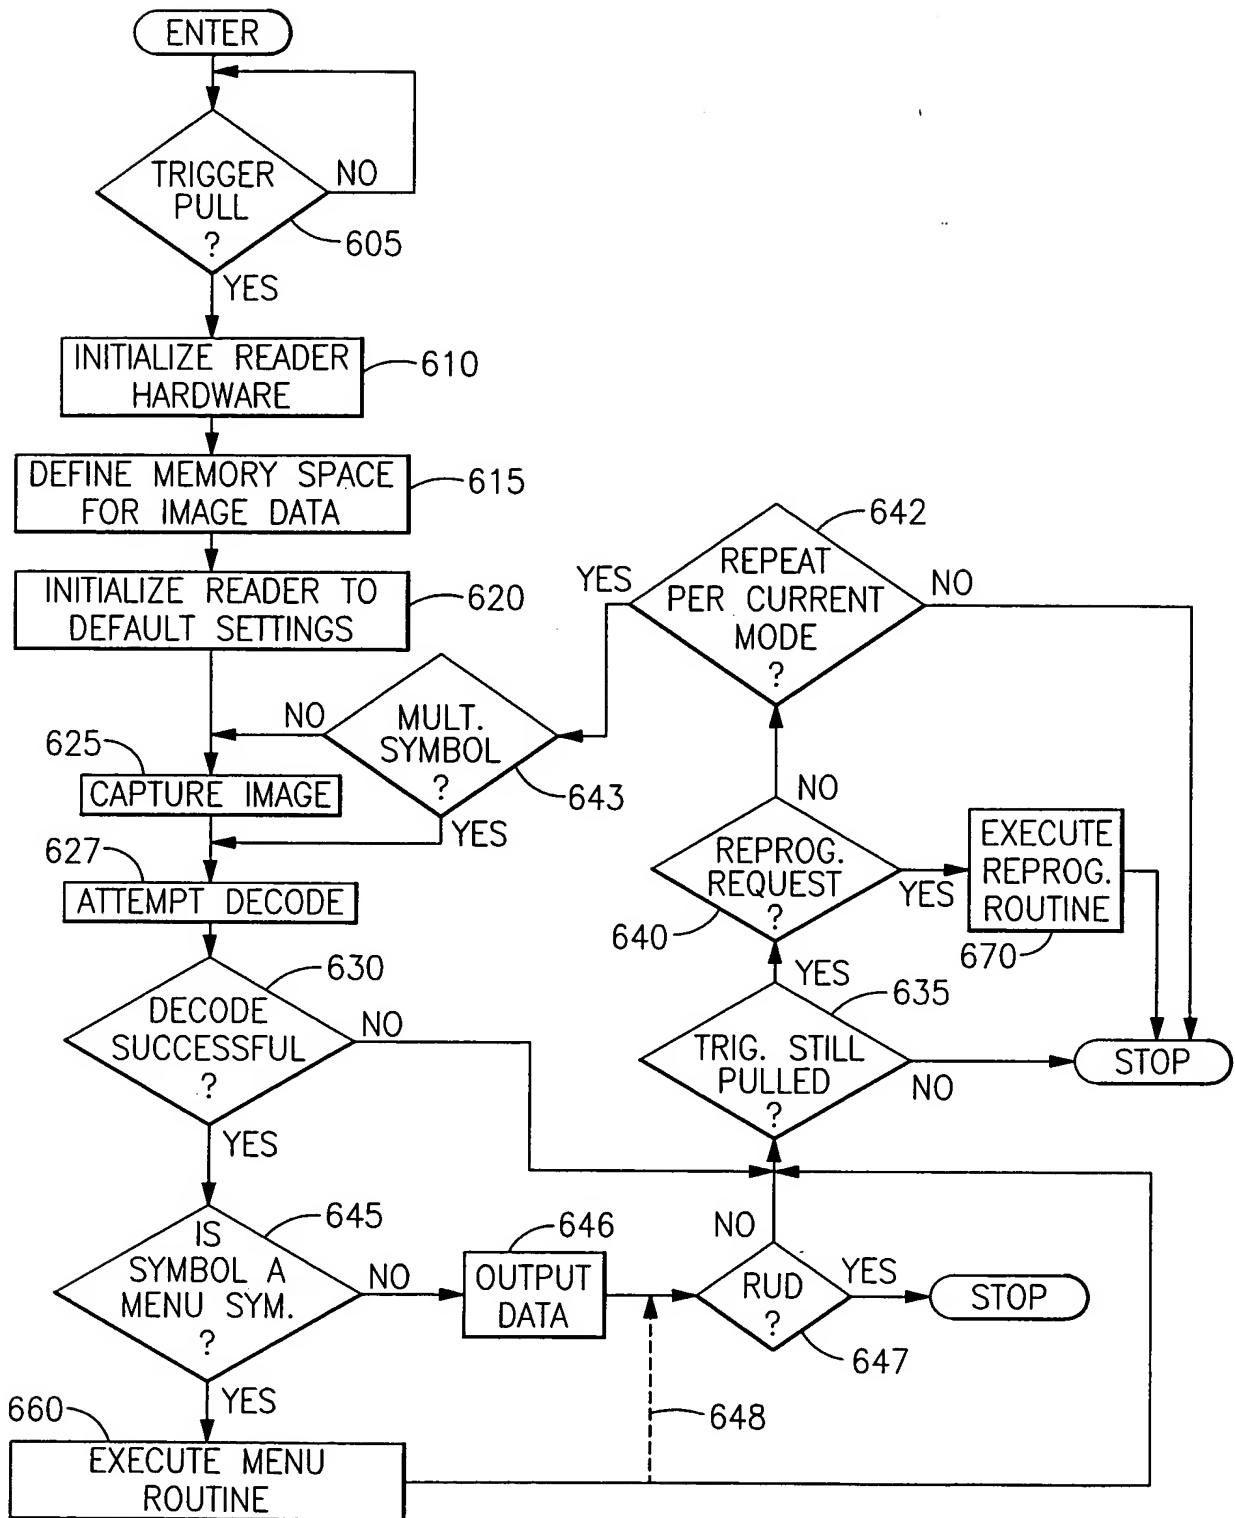 ENTER
TRIGGER
PULL
?
NO
605
YES
INITIALIZE READER
HARDWARE
610
DEFINE MEMORY SPACE
FOR IMAGE DATA
615
INITIALIZE READER TO
DEFAULT SETTINGS
620
625
CAPTURE IMAGE
NO
MULT.
SYMBOL
?
643
YES
627
ATTEMPT DECODE
630
DECODE
SUCCESSFUL
?
NO
YES
645
IS
SYMBOL A
MENU SYM.
?
NO
646
OUTPUT
DATA
YES
660
EXECUTE MENU
ROUTINE
648
RUD
?
NO
YES
647
STOP
635
TRIG. STILL
PULLED
?
YES
NO
STOP
REPROG.
REQUEST
?
640
NO
YES
EXECUTE
REPROG.
ROUTINE
670
642
REPEAT
PER CURRENT
MODE
?
YES
NO